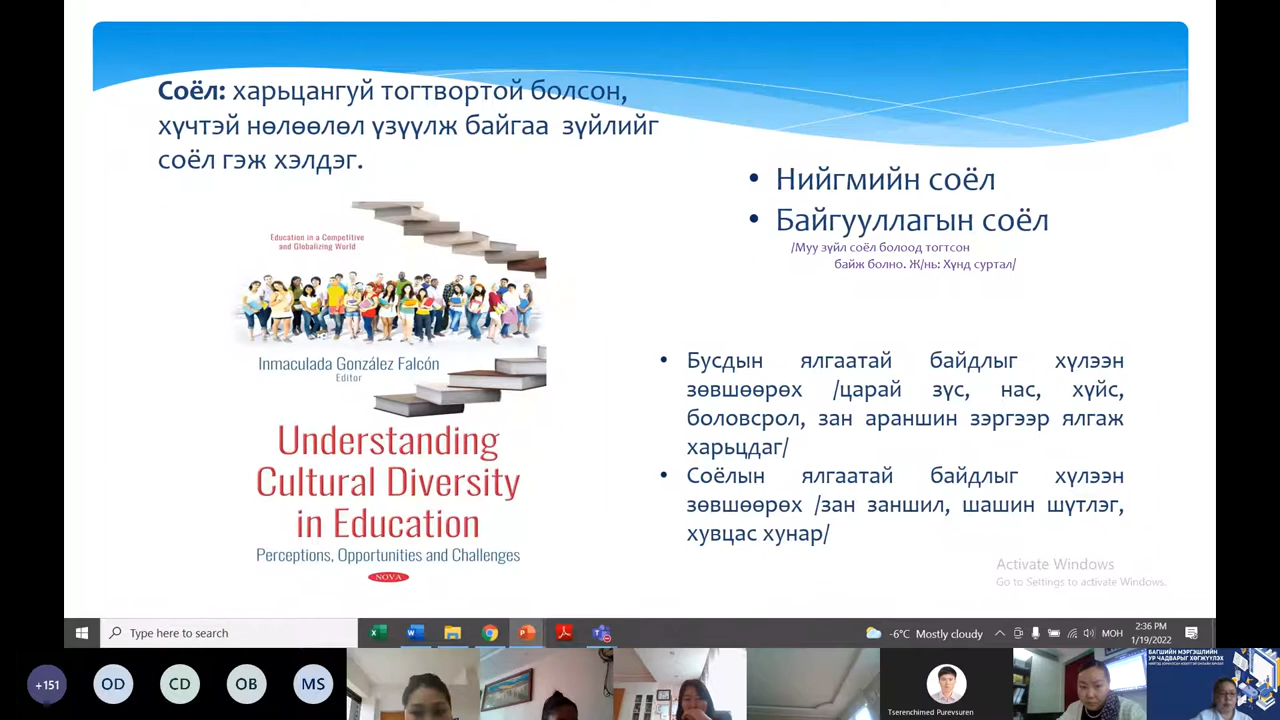 Соёл: харьцангуй тогтвортой болсон,
хүчтэй нөлөөлөл үзүүлж байгаа зүйлийг
соёл гэж хэлдэг.
Education in a Competitive
and Globalizing World
Inmaculada González Falcón
Editor
Understanding
Cultural Diversity
in Education
Perceptions, Opportunities and Challenges
NOVA
• Нийгмийн соёл
• Байгууллагын соёл
/Муу зүйл соёл болоод тогтсон
байж болно. Ж/нь: Хүнд суртал/
• Бусдын ялгаатай байдлыг хүлээн
зөвшөөрөх /царай зүс, нас, хүйс,
боловсрол, зан араншин зэргээр ялгаж
харьцдаг/
• Соёлын ялгаатай байдлыг хүлээн
зөвшөөрөх /зан заншил, шашин шүтлэг,
хувцас хунар/
Activate Windows
Go to Settings to activate Windows.
Type here to search
-6°C Mostly cloudy
МОН
2:36 PM
1/19/2022
+151
OD
CD
OB
MS
Tserenchimed Purevsuren
БАГШИЙН МЭРГЭШЛИЙН
УР ЧАДВАРЫГ ХӨГЖҮҮЛЭХ